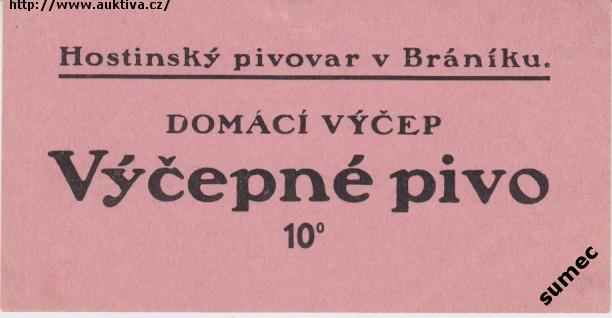 http://www.auktiva.cz/
Hostinský pivovar v Bráníku.
DOMÁCÍ VÝČEP
Výčepné pivo
10°
sumec